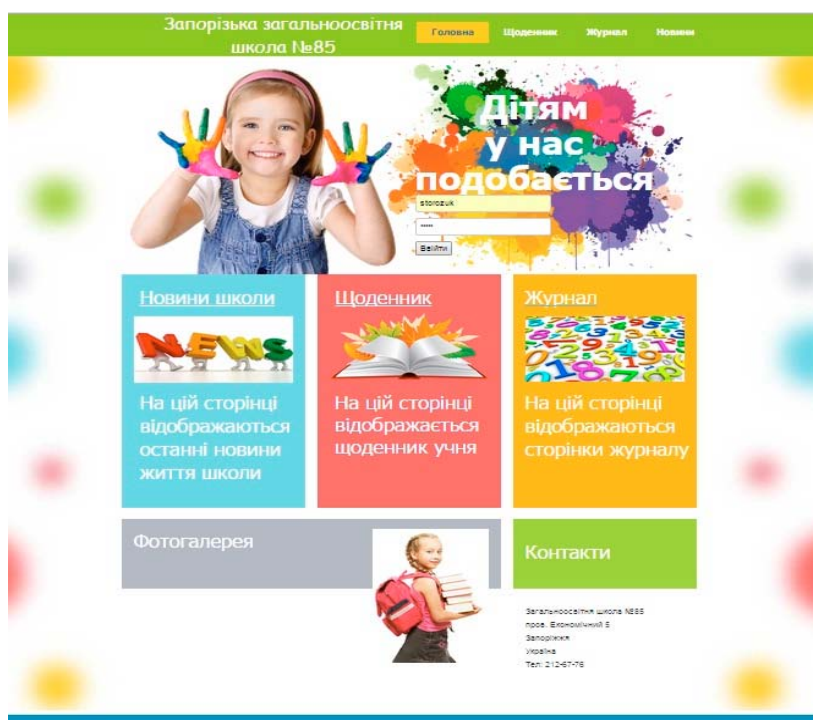 Запорізька загальноосвітня
школа №85
Головна Щоденник Журнал Новини
Дітям
у нас
подобається
storozuk
*****
Ввійти
Новини школи
NEWS
На цій сторінці
відображаються
останні новини
життя школи
Щоденник
На цій сторінці
відображається
щоденник учня
Журнал
На цій сторінці
відображаються
сторінки журналу
Фотогалерея
Контакти
Загальноосвітня школа №85
пров. Економічний 5
Запоріжжя
Україна
Тел: 212-67-76